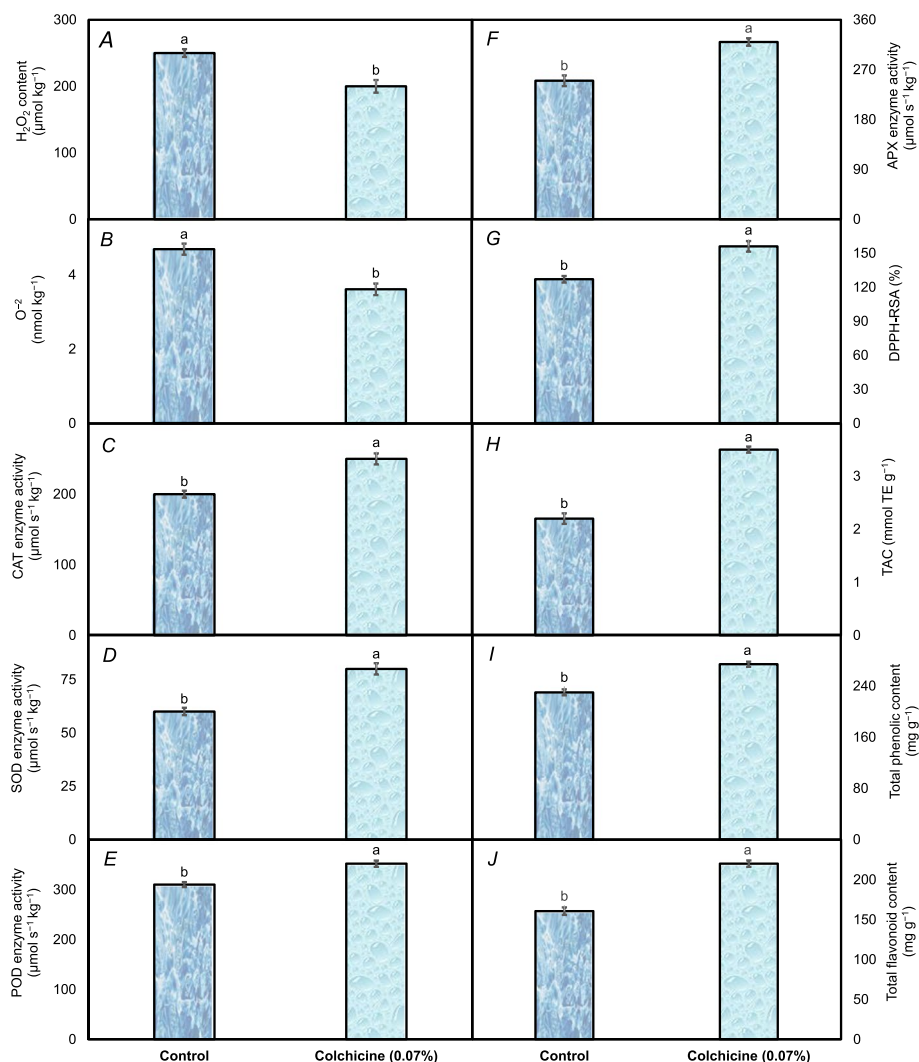 A
H₂O₂ content
(µmol kg⁻¹)
300
200
100
0
a
b
F
APX enzyme activity
(µmol s⁻¹ kg⁻¹)
360
270
180
90
0
b
a
B
O⁻²
(nmol kg⁻¹)
4
2
0
a
b
G
DPPH-RSA (%)
150
120
90
60
30
0
b
a
C
CAT enzyme activity
(µmol s⁻¹ kg⁻¹)
200
100
0
b
a
H
TAC (mmol TE g⁻¹)
3
2
1
0
b
a
D
SOD enzyme activity
(µmol s⁻¹ kg⁻¹)
75
50
25
0
b
a
I
Total phenolic content
(mg g⁻¹)
240
160
80
0
b
a
E
POD enzyme activity
(µmol s⁻¹ kg⁻¹)
300
200
100
0
b
a
J
Total flavonoid content
(mg g⁻¹)
200
150
100
50
0
b
a
Control
Colchicine (0.07%)
Control
Colchicine (0.07%)